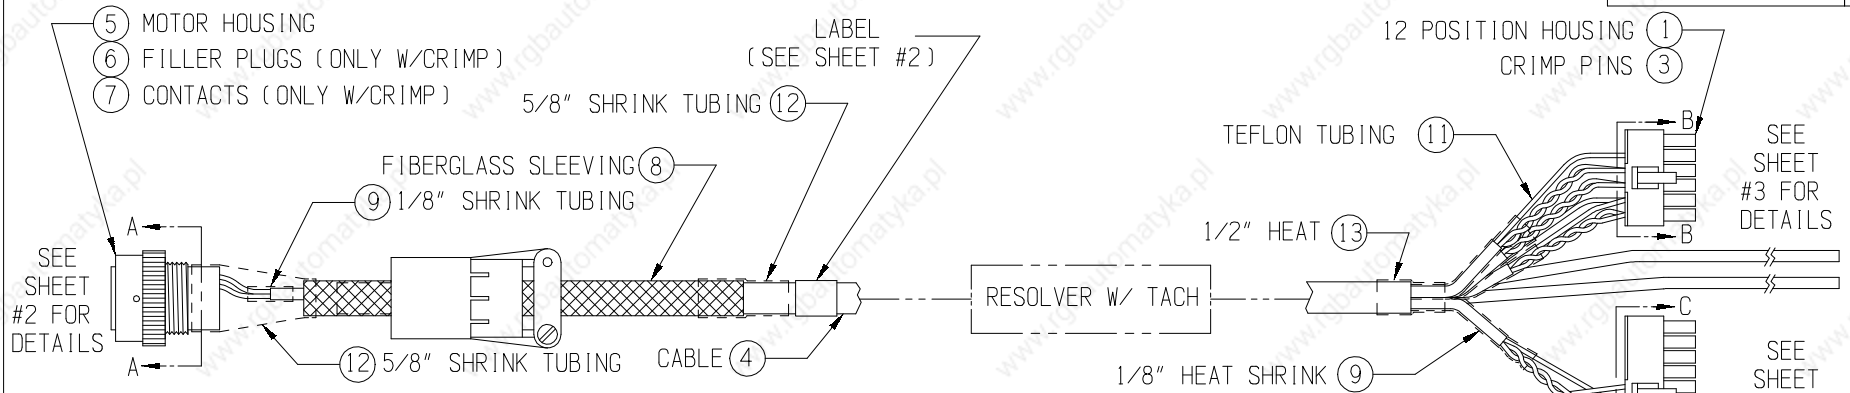 5 MOTOR HOUSING
6 FILLER PLUGS (ONLY W/CRIMP)
7 CONTACTS (ONLY W/CRIMP)
LABEL
(SEE SHEET #2)
5/8" SHRINK TUBING 12
FIBERGLASS SLEEVING 8
9 1/8" SHRINK TUBING
A
SEE
SHEET
#2 FOR
DETAILS
A
12 5/8" SHRINK TUBING
CABLE 4
RESOLVER W/ TACH
12 POSITION HOUSING 1
CRIMP PINS 3
TEFLON TUBING 11
1/2" HEAT 13
B
SEE
SHEET
#3 FOR
DETAILS
B
C
1/8" HEAT SHRINK 9
SEE
SHEET
www.rgbautomatyka.pl